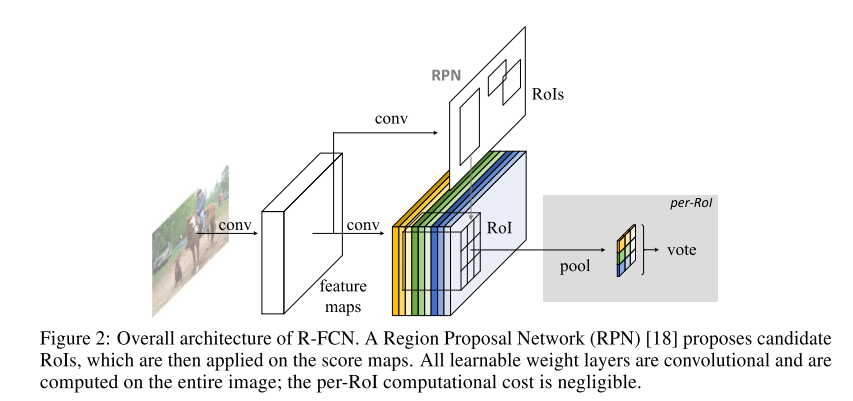 RPN
RoIs
conv
per-RoI
conv
conv
RoI
pool
vote
feature
maps
Figure 2: Overall architecture of R-FCN. A Region Proposal Network (RPN) [18] proposes candidate
RoIs, which are then applied on the score maps. All learnable weight layers are convolutional and are
computed on the entire image; the per-RoI computational cost is negligible.